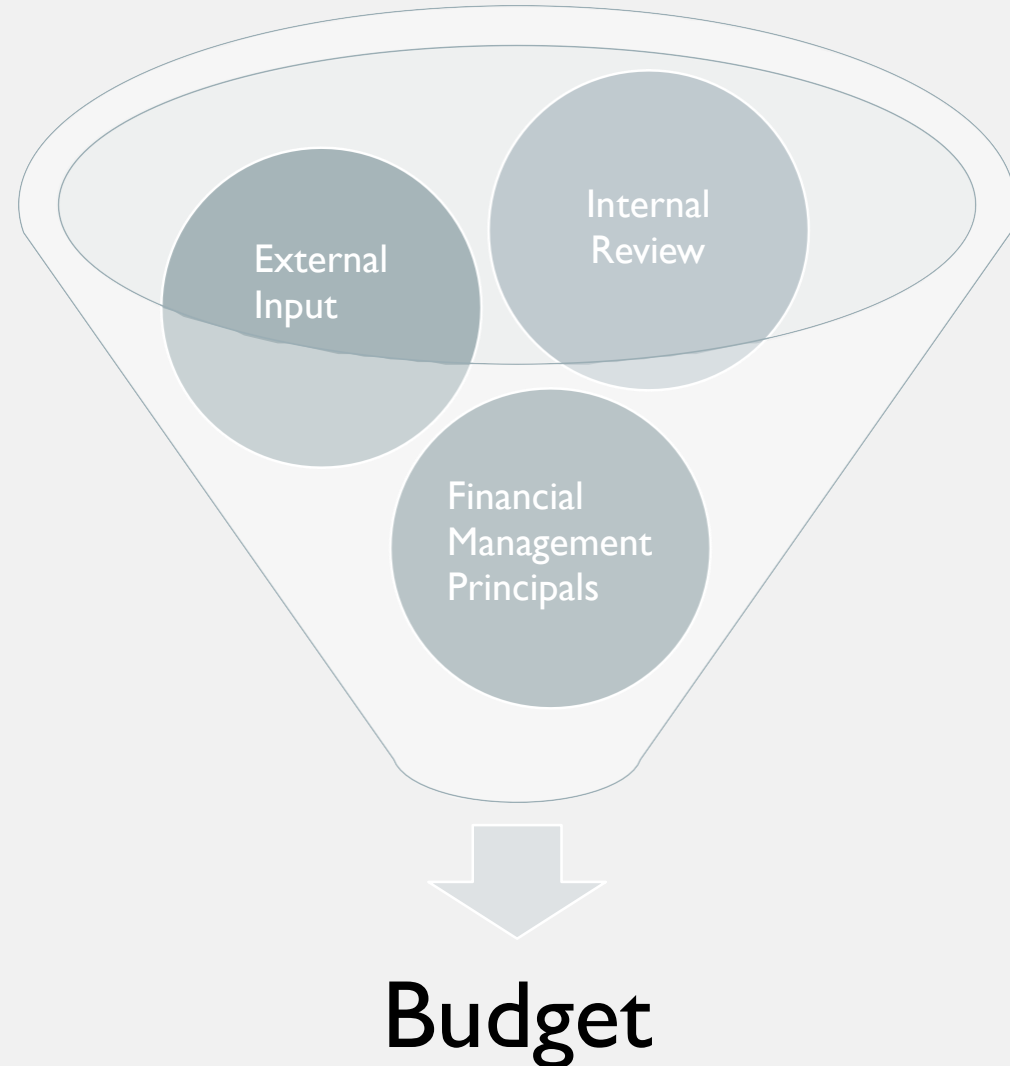 Internal
Review
External
Input
Financial
Management
Principals
Budget